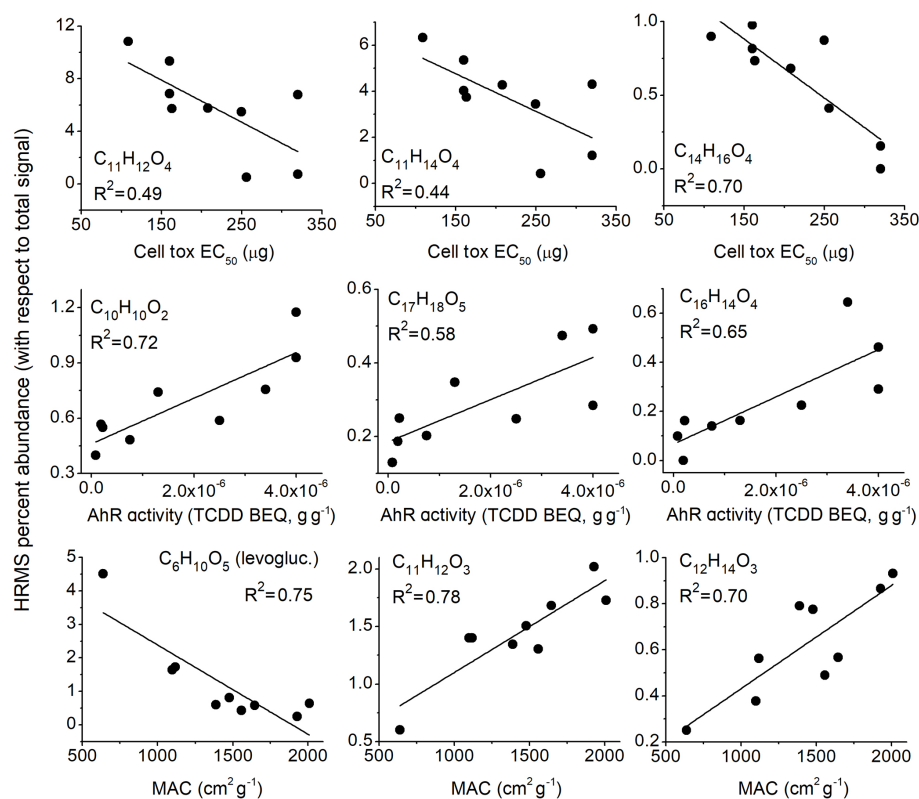 HRMS percent abundance (with respect to total signal)
12
8
4
0
C11H12O4
R2=0.49
50 150 250 350
Cell tox EC50 (μg)
6
4
2
0
C11H14O4
R2=0.44
50 150 250 350
Cell tox EC50 (μg)
1.0
0.5
0.0
C14H16O4
R2=0.70
50 150 250 350
Cell tox EC50 (μg)
1.2
0.9
0.6
0.3
C10H10O2
R2=0.72
0.0 2.0x10-6 4.0x10-6
AhR activity (TCDD BEQ, g g-1)
0.6
0.4
0.2
C17H18O5
R2=0.58
0.0 2.0x10-6 4.0x10-6
AhR activity (TCDD BEQ, g g-1)
0.6
0.4
0.2
0.0
C16H14O4
R2=0.65
0.0 2.0x10-6 4.0x10-6
AhR activity (TCDD BEQ, g g-1)
5
4
3
2
1
0
C6H10O5 (levogluc.)
R2=0.75
500 1000 1500 2000
MAC (cm2 g-1)
2.0
1.5
1.0
0.5
C11H12O3
R2=0.78
500 1000 1500 2000
MAC (cm2 g-1)
1.0
0.8
0.6
0.4
0.2
C12H14O3
R2=0.70
500 1000 1500 2000
MAC (cm2 g-1)